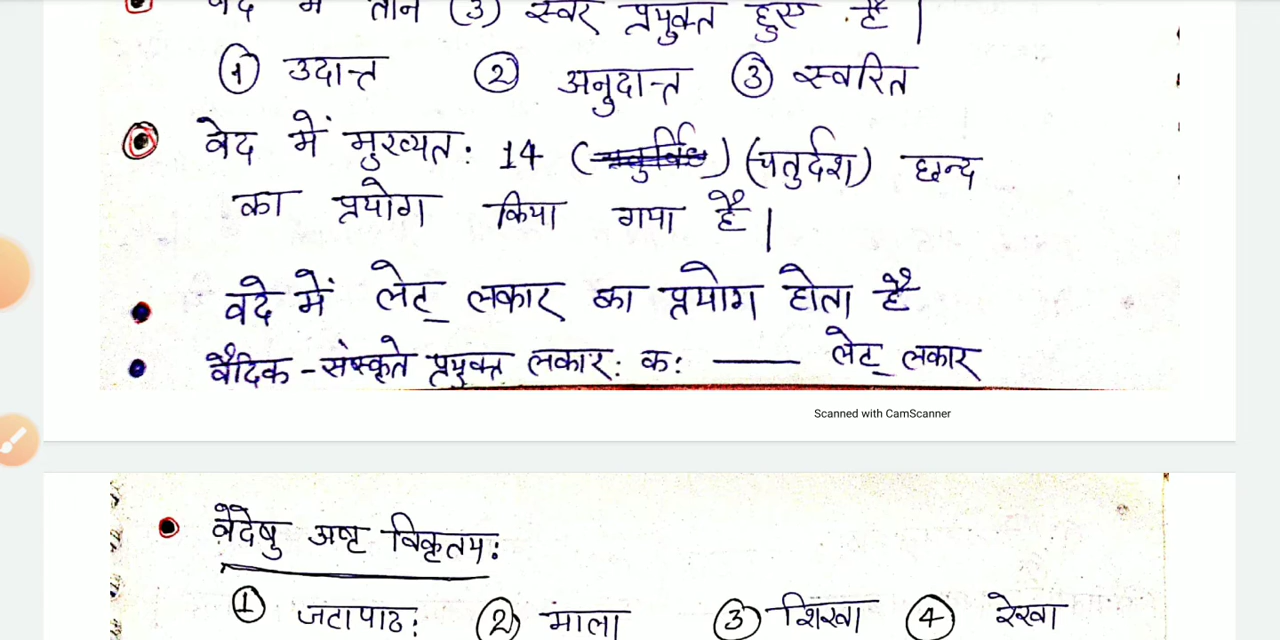 वेद में तीन (3) स्वर प्रयुक्त हुए हैं |
① उदात्त ② अनुदात्त ③ स्वरित
वेद में मुख्यतः 14 ( ) (चतुर्दश) छन्द
का प्रयोग किया गया है |
वदे में लेट् लकार का प्रयोग होता है
वैदिक - संस्कृते प्रयुक्त लकारः कः —— लेट् लकार
Scanned with CamScanner
वेदेषु अष्ट विकृतयः
① जटापाठः ② माला ③ शिखा ④ रेखा